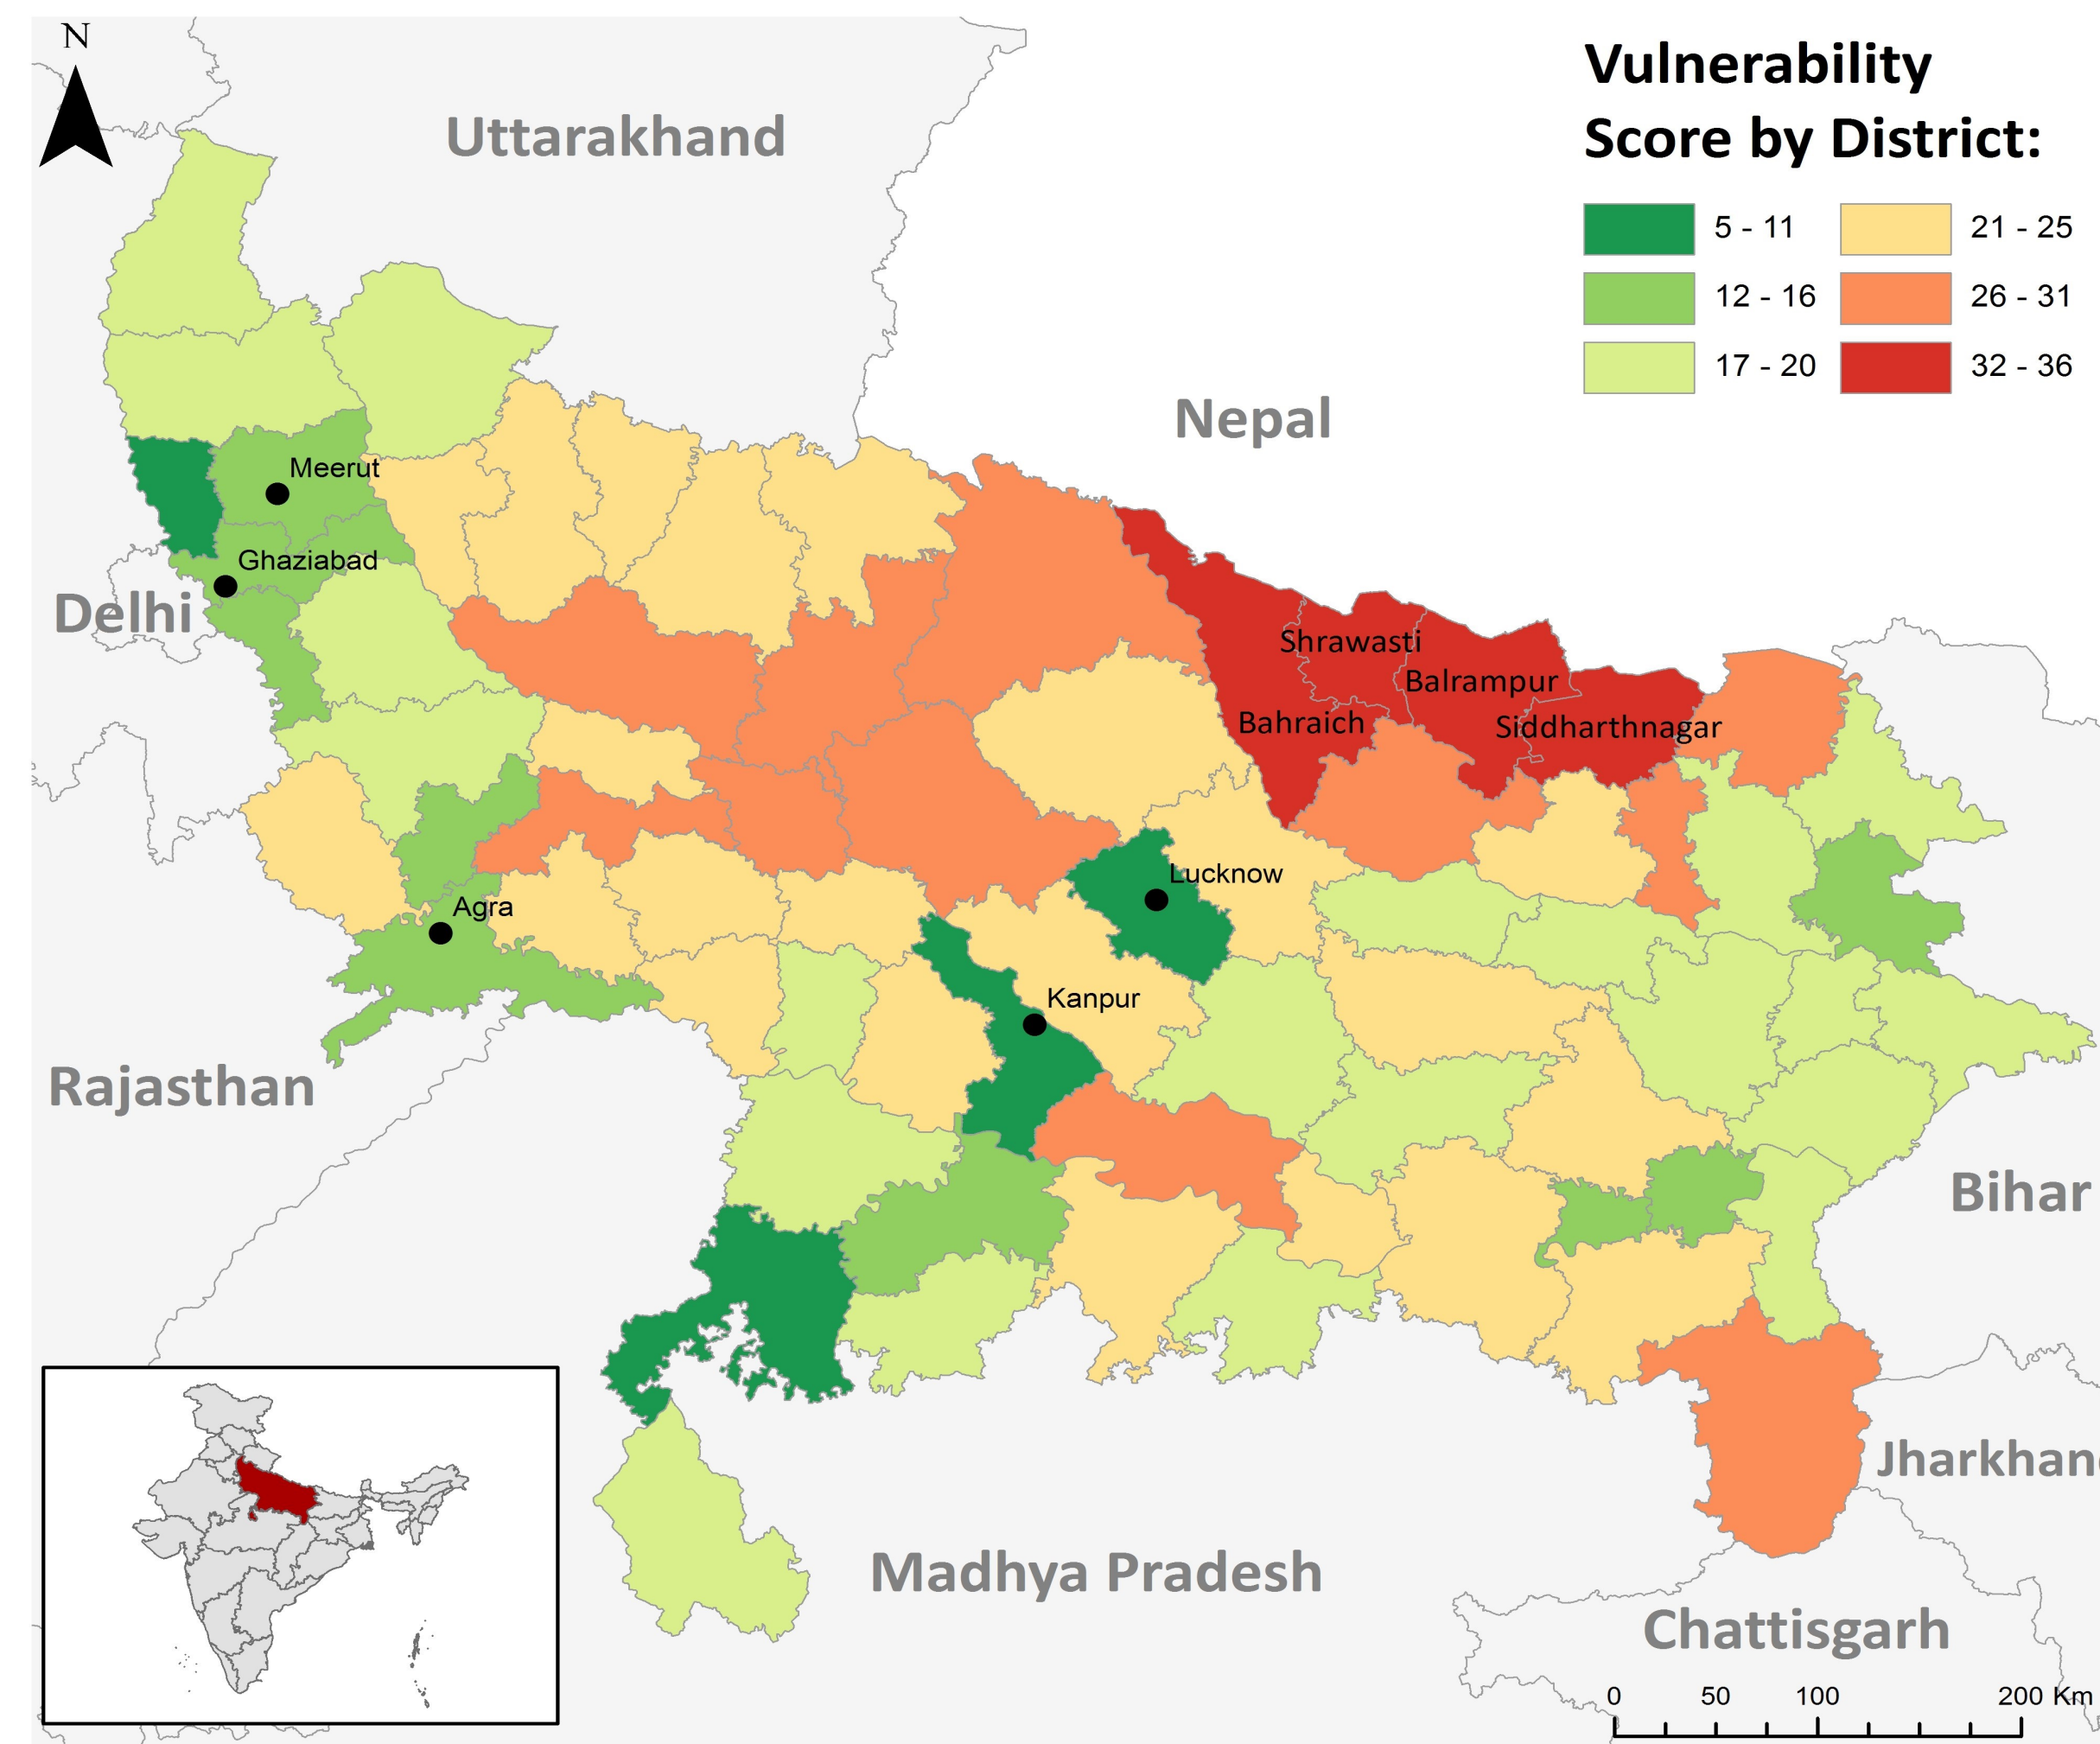 N
Vulnerability
Score by District:
5 - 11
21 - 25
12 - 16
26 - 31
17 - 20
32 - 36
Uttarakhand
Nepal
Meerut
Ghaziabad
Delhi
Shrawasti
Balrampur
Bahraich
Siddharthnagar
Lucknow
Agra
Kanpur
Rajasthan
Bihar
Jharkhan
Madhya Pradesh
Chattisgarh
0 50 100 200 Km